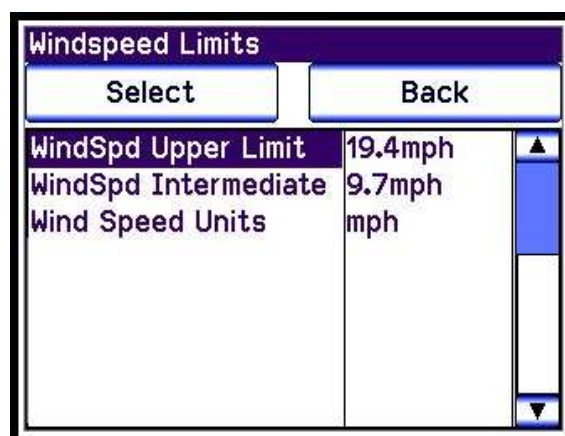 Windspeed Limits
Select Back
WindSpd Upper Limit 19.4mph
WindSpd Intermediate 9.7mph
Wind Speed Units mph